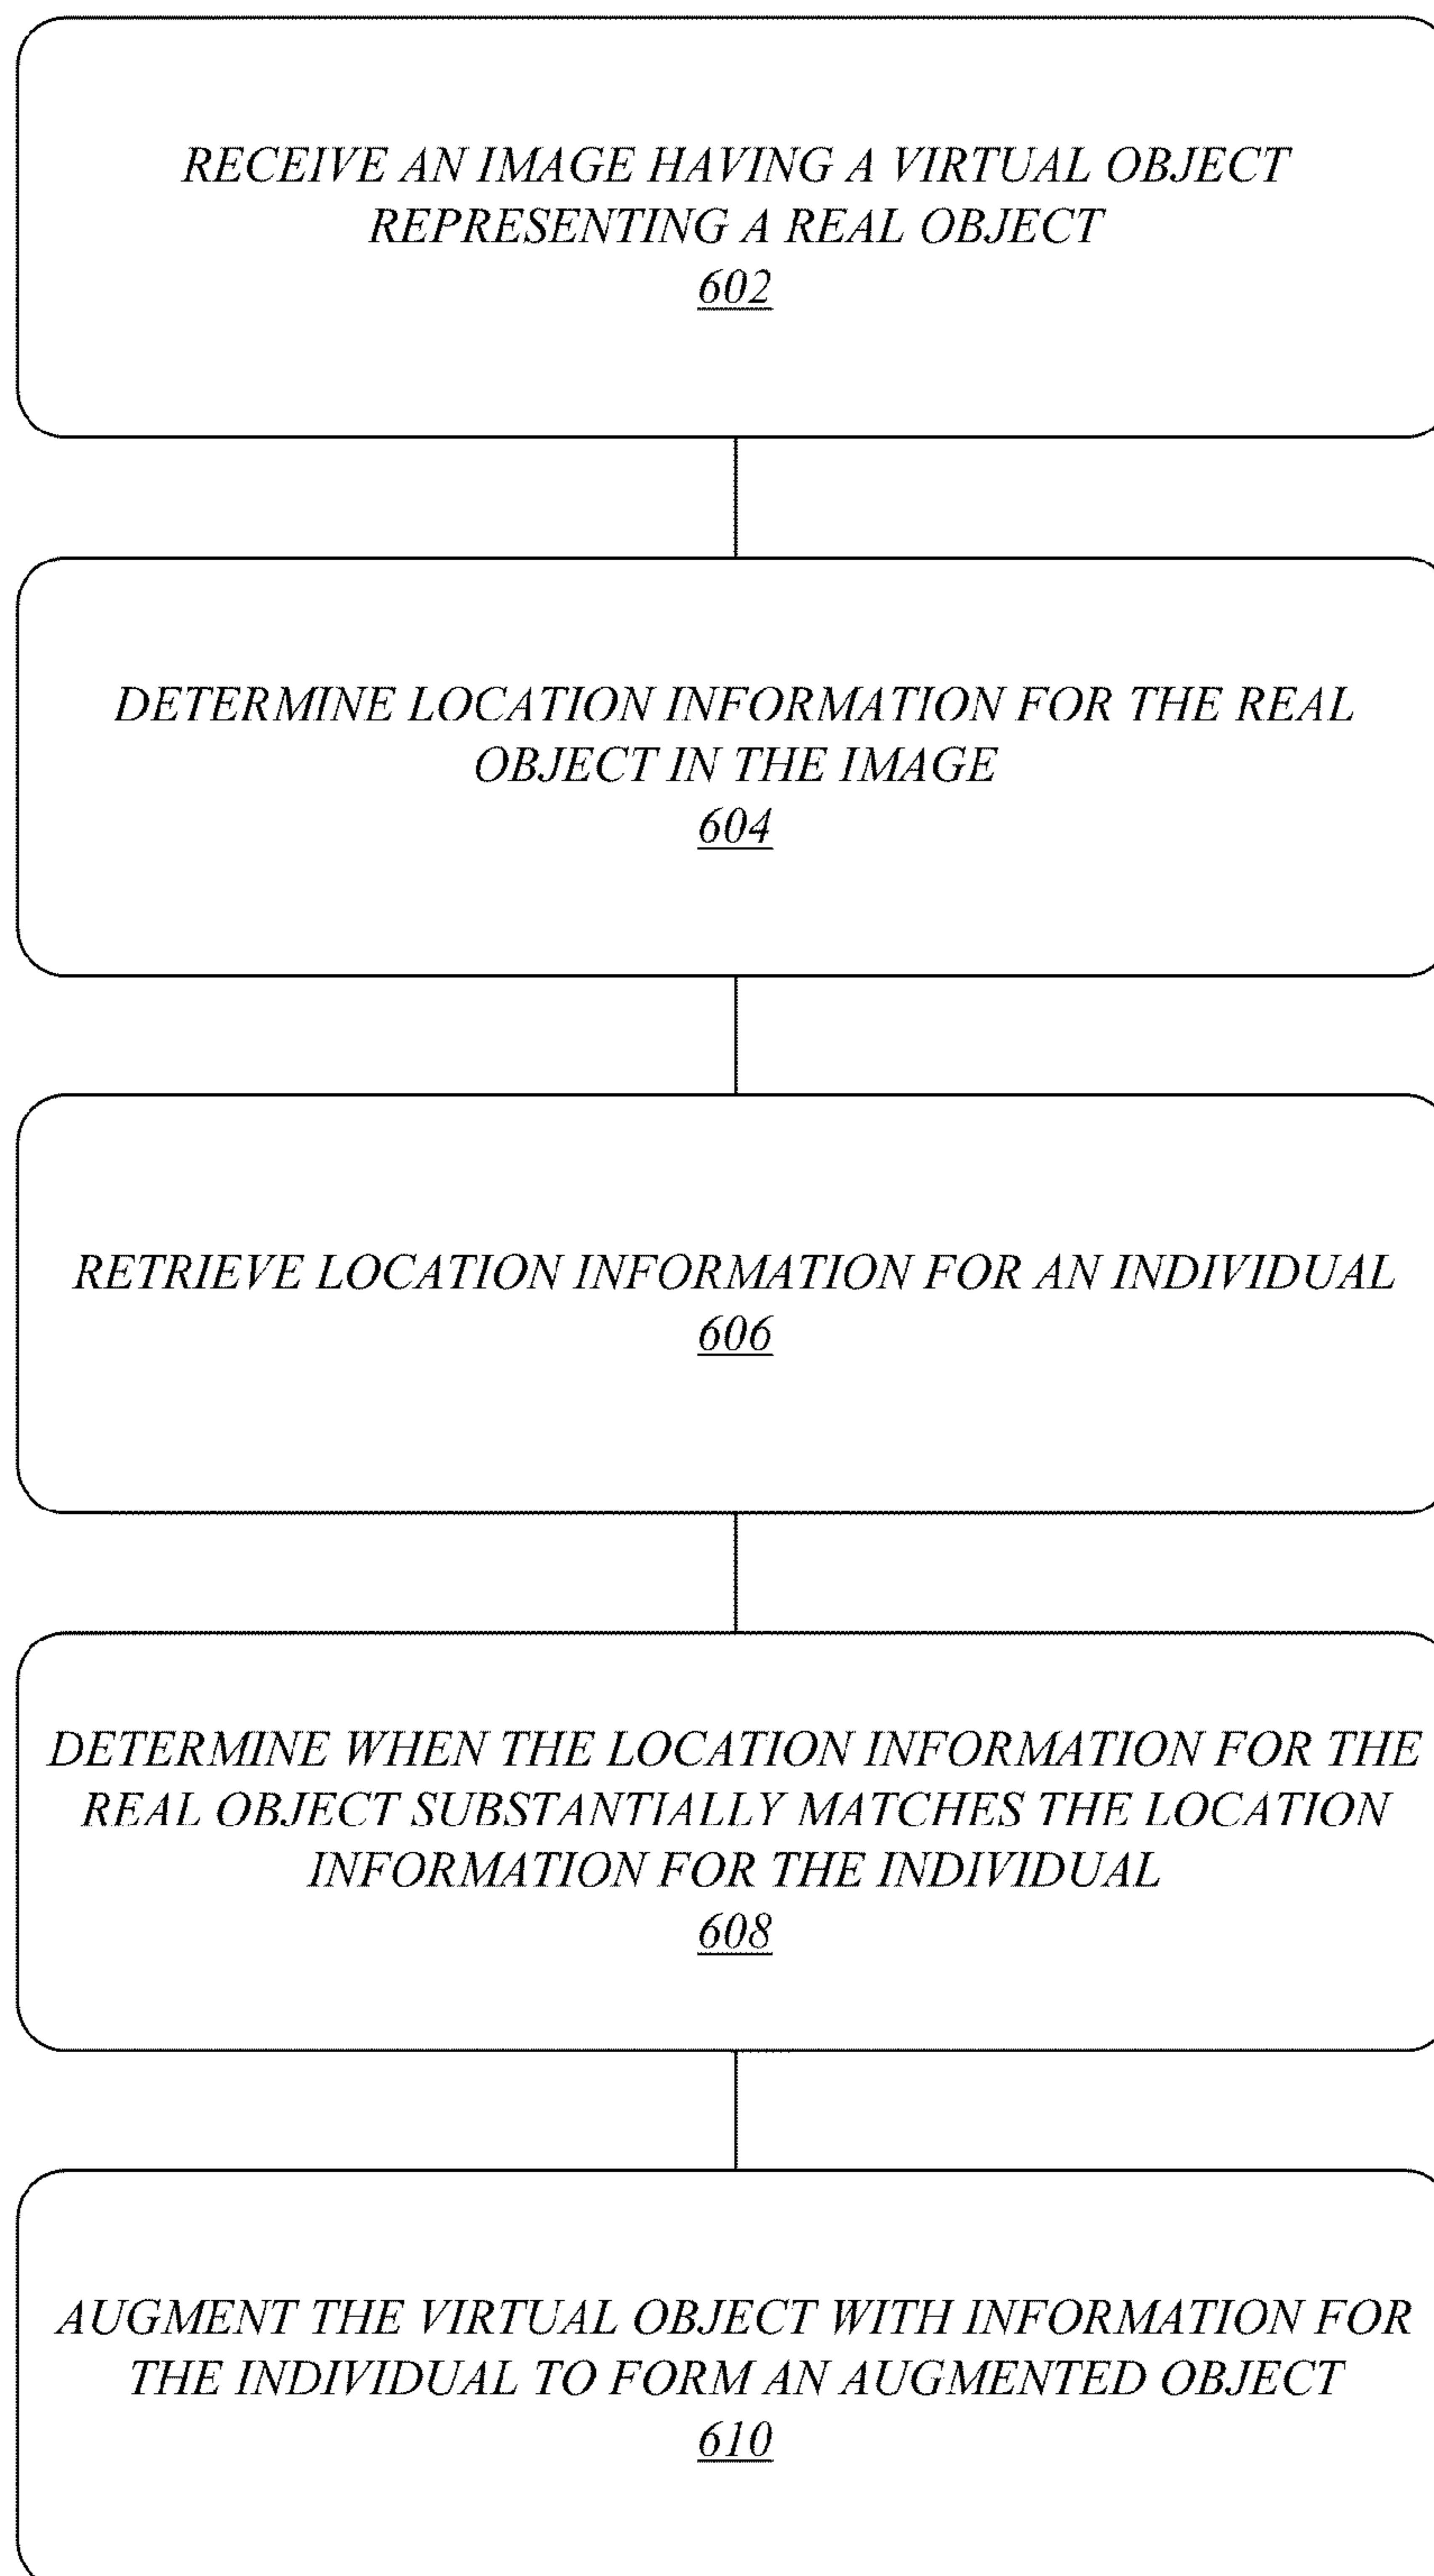 RECEIVE AN IMAGE HAVING A VIRTUAL OBJECT
REPRESENTING A REAL OBJECT
602
DETERMINE LOCATION INFORMATION FOR THE REAL
OBJECT IN THE IMAGE
604
RETRIEVE LOCATION INFORMATION FOR AN INDIVIDUAL
606
DETERMINE WHEN THE LOCATION INFORMATION FOR THE
REAL OBJECT SUBSTANTIALLY MATCHES THE LOCATION
INFORMATION FOR THE INDIVIDUAL
608
AUGMENT THE VIRTUAL OBJECT WITH INFORMATION FOR
THE INDIVIDUAL TO FORM AN AUGMENTED OBJECT
610